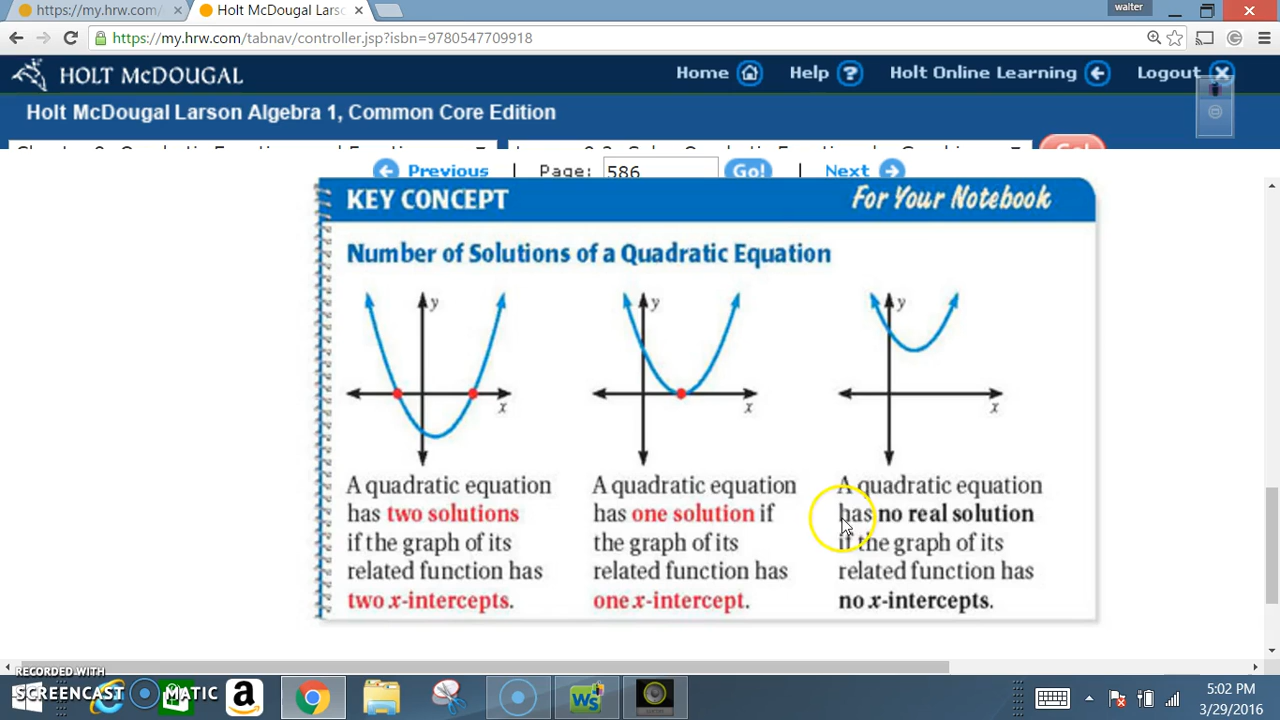 https://my.hrw.com/
Holt McDougal Lars
walter
https://my.hrw.com/tabnav/controller.jsp?isbn=9780547709918
HOLT McDOUGAL
Home
Help
Holt Online Learning
Logout
Holt McDougal Larson Algebra 1, Common Core Edition
Previous | Page: 586 Go! | Next
KEY CONCEPT
For Your Notebook
Number of Solutions of a Quadratic Equation
y
x
y
x
y
x
A quadratic equation
has two solutions
if the graph of its
related function has
two x-intercepts.
A quadratic equation
has one solution if
the graph of its
related function has
one x-intercept.
A quadratic equation
has no real solution
if the graph of its
related function has
no x-intercepts.
RECORDED WITH
SCREENCAST MATIC
5:02 PM
3/29/2016